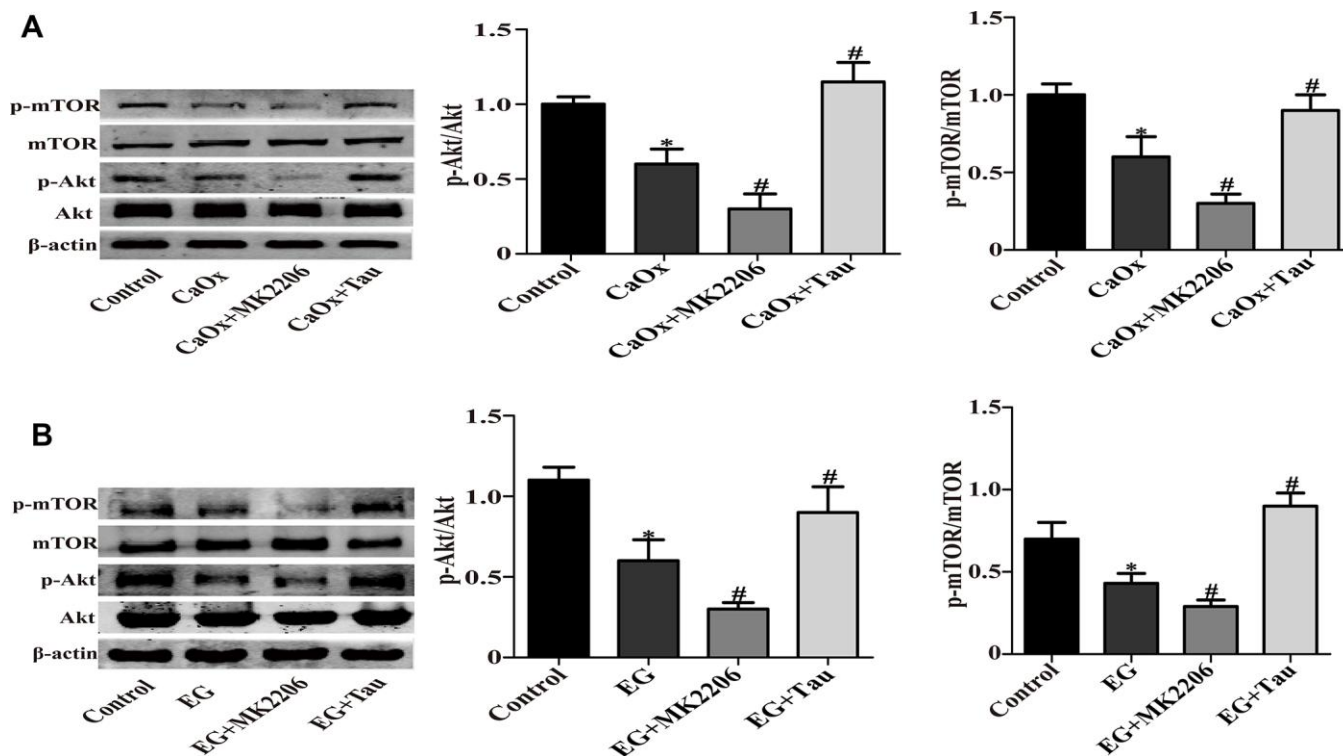 A
p-mTOR
mTOR
p-Akt
Akt
β-actin
Control
CaOx
CaOx+MK2206
CaOx+Tau
p-Akt/Akt
1.5
1.0
0.5
0
*
#
#
Control
CaOx
CaOx+MK2206
CaOx+Tau
p-mTOR/mTOR
1.5
1.0
0.5
0
*
#
#
Control
CaOx
CaOx+MK2206
CaOx+Tau
B
p-mTOR
mTOR
p-Akt
Akt
β-actin
Control
EG
EG+MK2206
EG+Tau
p-Akt/Akt
1.5
1.0
0.5
0
*
#
#
Control
EG
EG+MK2206
EG+Tau
p-mTOR/mTOR
1.5
1.0
0.5
0
*
#
#
Control
EG
EG+MK2206
EG+Tau